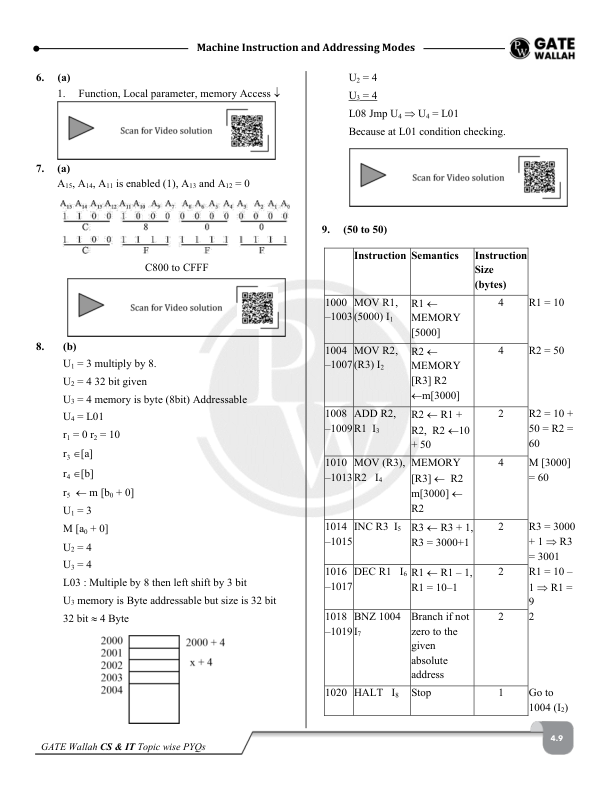 Machine Instruction and Addressing Modes
GATE
WALLAH
6. (a)
1. Function, Local parameter, memory Access ↓
Scan for Video solution
7. (a)
A15, A14, A11 is enabled (1), A13 and A12 = 0
A15 A14 A13 A12 A11 A10 A9 A8 A7 A6 A5 A4 A3 A2 A1 A0
1 1 0 0 1 0 0 0 0 0 0 0 0 0 0 0
C 8 0 0
1 1 0 0 1 1 1 1 1 1 1 1 1 1 1 1
C F F F
C800 to CFFF
Scan for Video solution
8. (b)
U1 = 3 multiply by 8.
U2 = 4 32 bit given
U3 = 4 memory is byte (8bit) Addressable
U4 = L01
r1 = 0 r2 = 10
r3 ∈[a]
r4 ∈[b]
r5 ← m [b0 + 0]
U1 = 3
M [a0 + 0]
U2 = 4
U3 = 4
L03 : Multiple by 8 then left shift by 3 bit
U3 memory is Byte addressable but size is 32 bit
32 bit ≈ 4 Byte
2000
2001
2002
2003
2004
2000 + 4
x + 4
U2 = 4
U3 = 4
L08 Jmp U4 ⇒ U4 = L01
Because at L01 condition checking.
Scan for Video solution
9. (50 to 50)
Instruction Semantics Instruction
Size
(bytes)
1000 MOV R1, R1 ← 4 R1 = 10
–1003 (5000) I1 MEMORY
[5000]
1004 MOV R2, R2 ← 4 R2 = 50
–1007 (R3) I2 MEMORY
[R3] R2
←m[3000]
1008 ADD R2, R2 ← R1 + 2 R2 = 10 +
–1009 R1 I3 R2, R2 ←10 50 = R2 =
+ 50 60
1010 MOV (R3), MEMORY 4 M [3000]
–1013 R2 I4 [R3] ← R2 = 60
m[3000] ←
R2
1014 INC R3 I5 R3 ← R3 + 1, 2 R3 = 3000
–1015 R3 = 3000+1 + 1 ⇒ R3
= 3001
1016 DEC R1 I6 R1 ← R1 – 1, 2 R1 = 10 –
–1017 R1 = 10–1 1 ⇒ R1 =
9
1018 BNZ 1004 Branch if not 2 2
–1019 I7 zero to the
given
absolute
address
1020 HALT I8 Stop 1 Go to
1004 (I2)
GATE Wallah CS & IT Topic wise PYQs
4.9